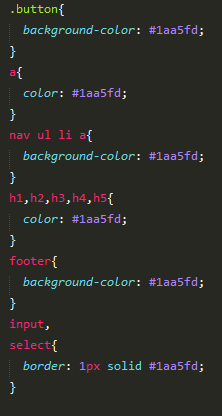 .button{
background-color: #1aa5fd;
}
a{
color: #1aa5fd;
}
nav ul li a{
background-color: #1aa5fd;
}
h1,h2,h3,h4,h5{
color: #1aa5fd;
}
footer{
background-color: #1aa5fd;
}
input,
select{
border: 1px solid #1aa5fd;
}